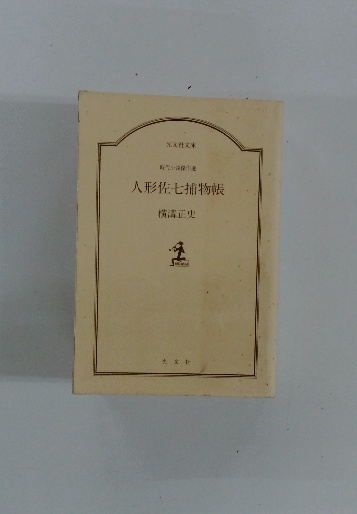 光文社文庫
時代小説傑作選
人形佐七捕物帳
横溝正史
光文社